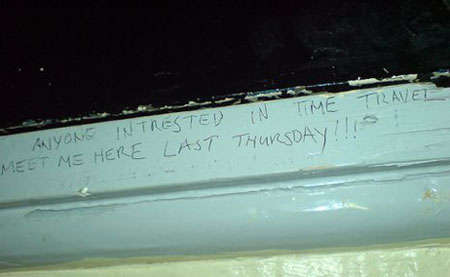 ANYONE INTRESTED IN TIME TRAVEL
MEET ME HERE LAST THURSDAY!!!